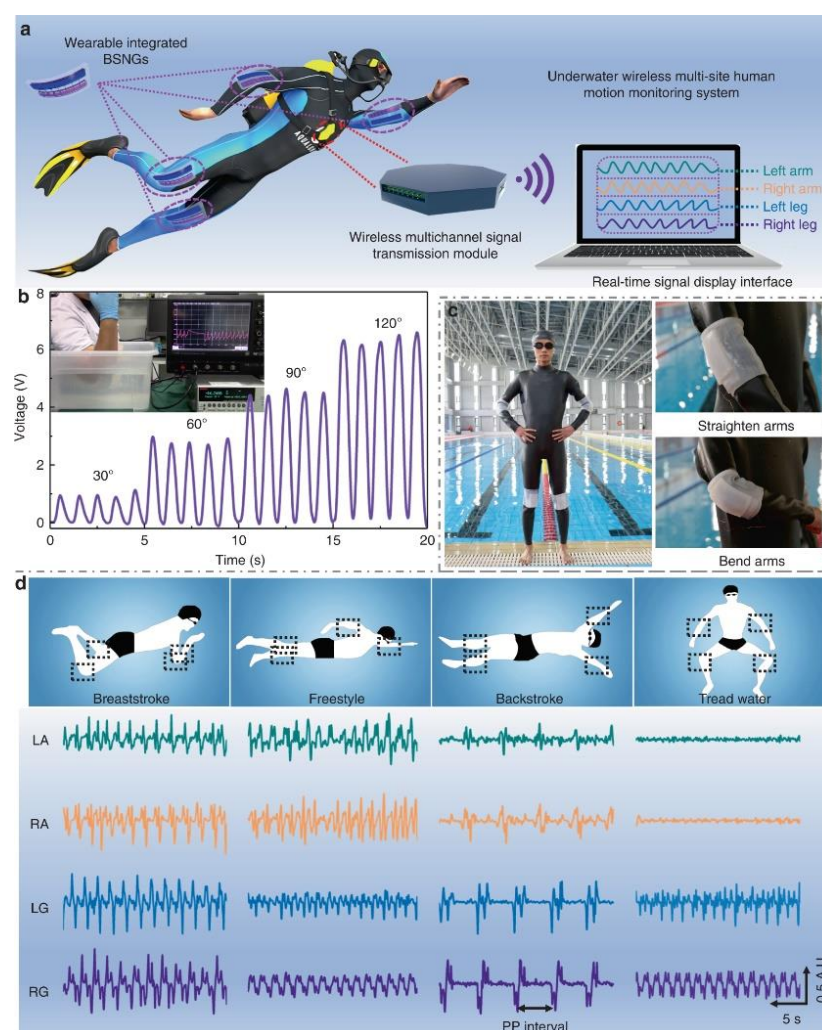 a
Wearable integrated
BSNGs
Underwater wireless multi-site human
motion monitoring system
Left arm
Right arm
Left leg
Right leg
Wireless multichannel signal
transmission module
Real-time signal display interface
b
8
6
4
2
0
Voltage (V)
30°
60°
90°
120°
0
5
10
15
20
Time (s)
c
Straighten arms
Bend arms
d
Breaststroke
Freestyle
Backstroke
Tread water
LA
RA
LG
RG
PP interval
5 s
0.5 A.U.